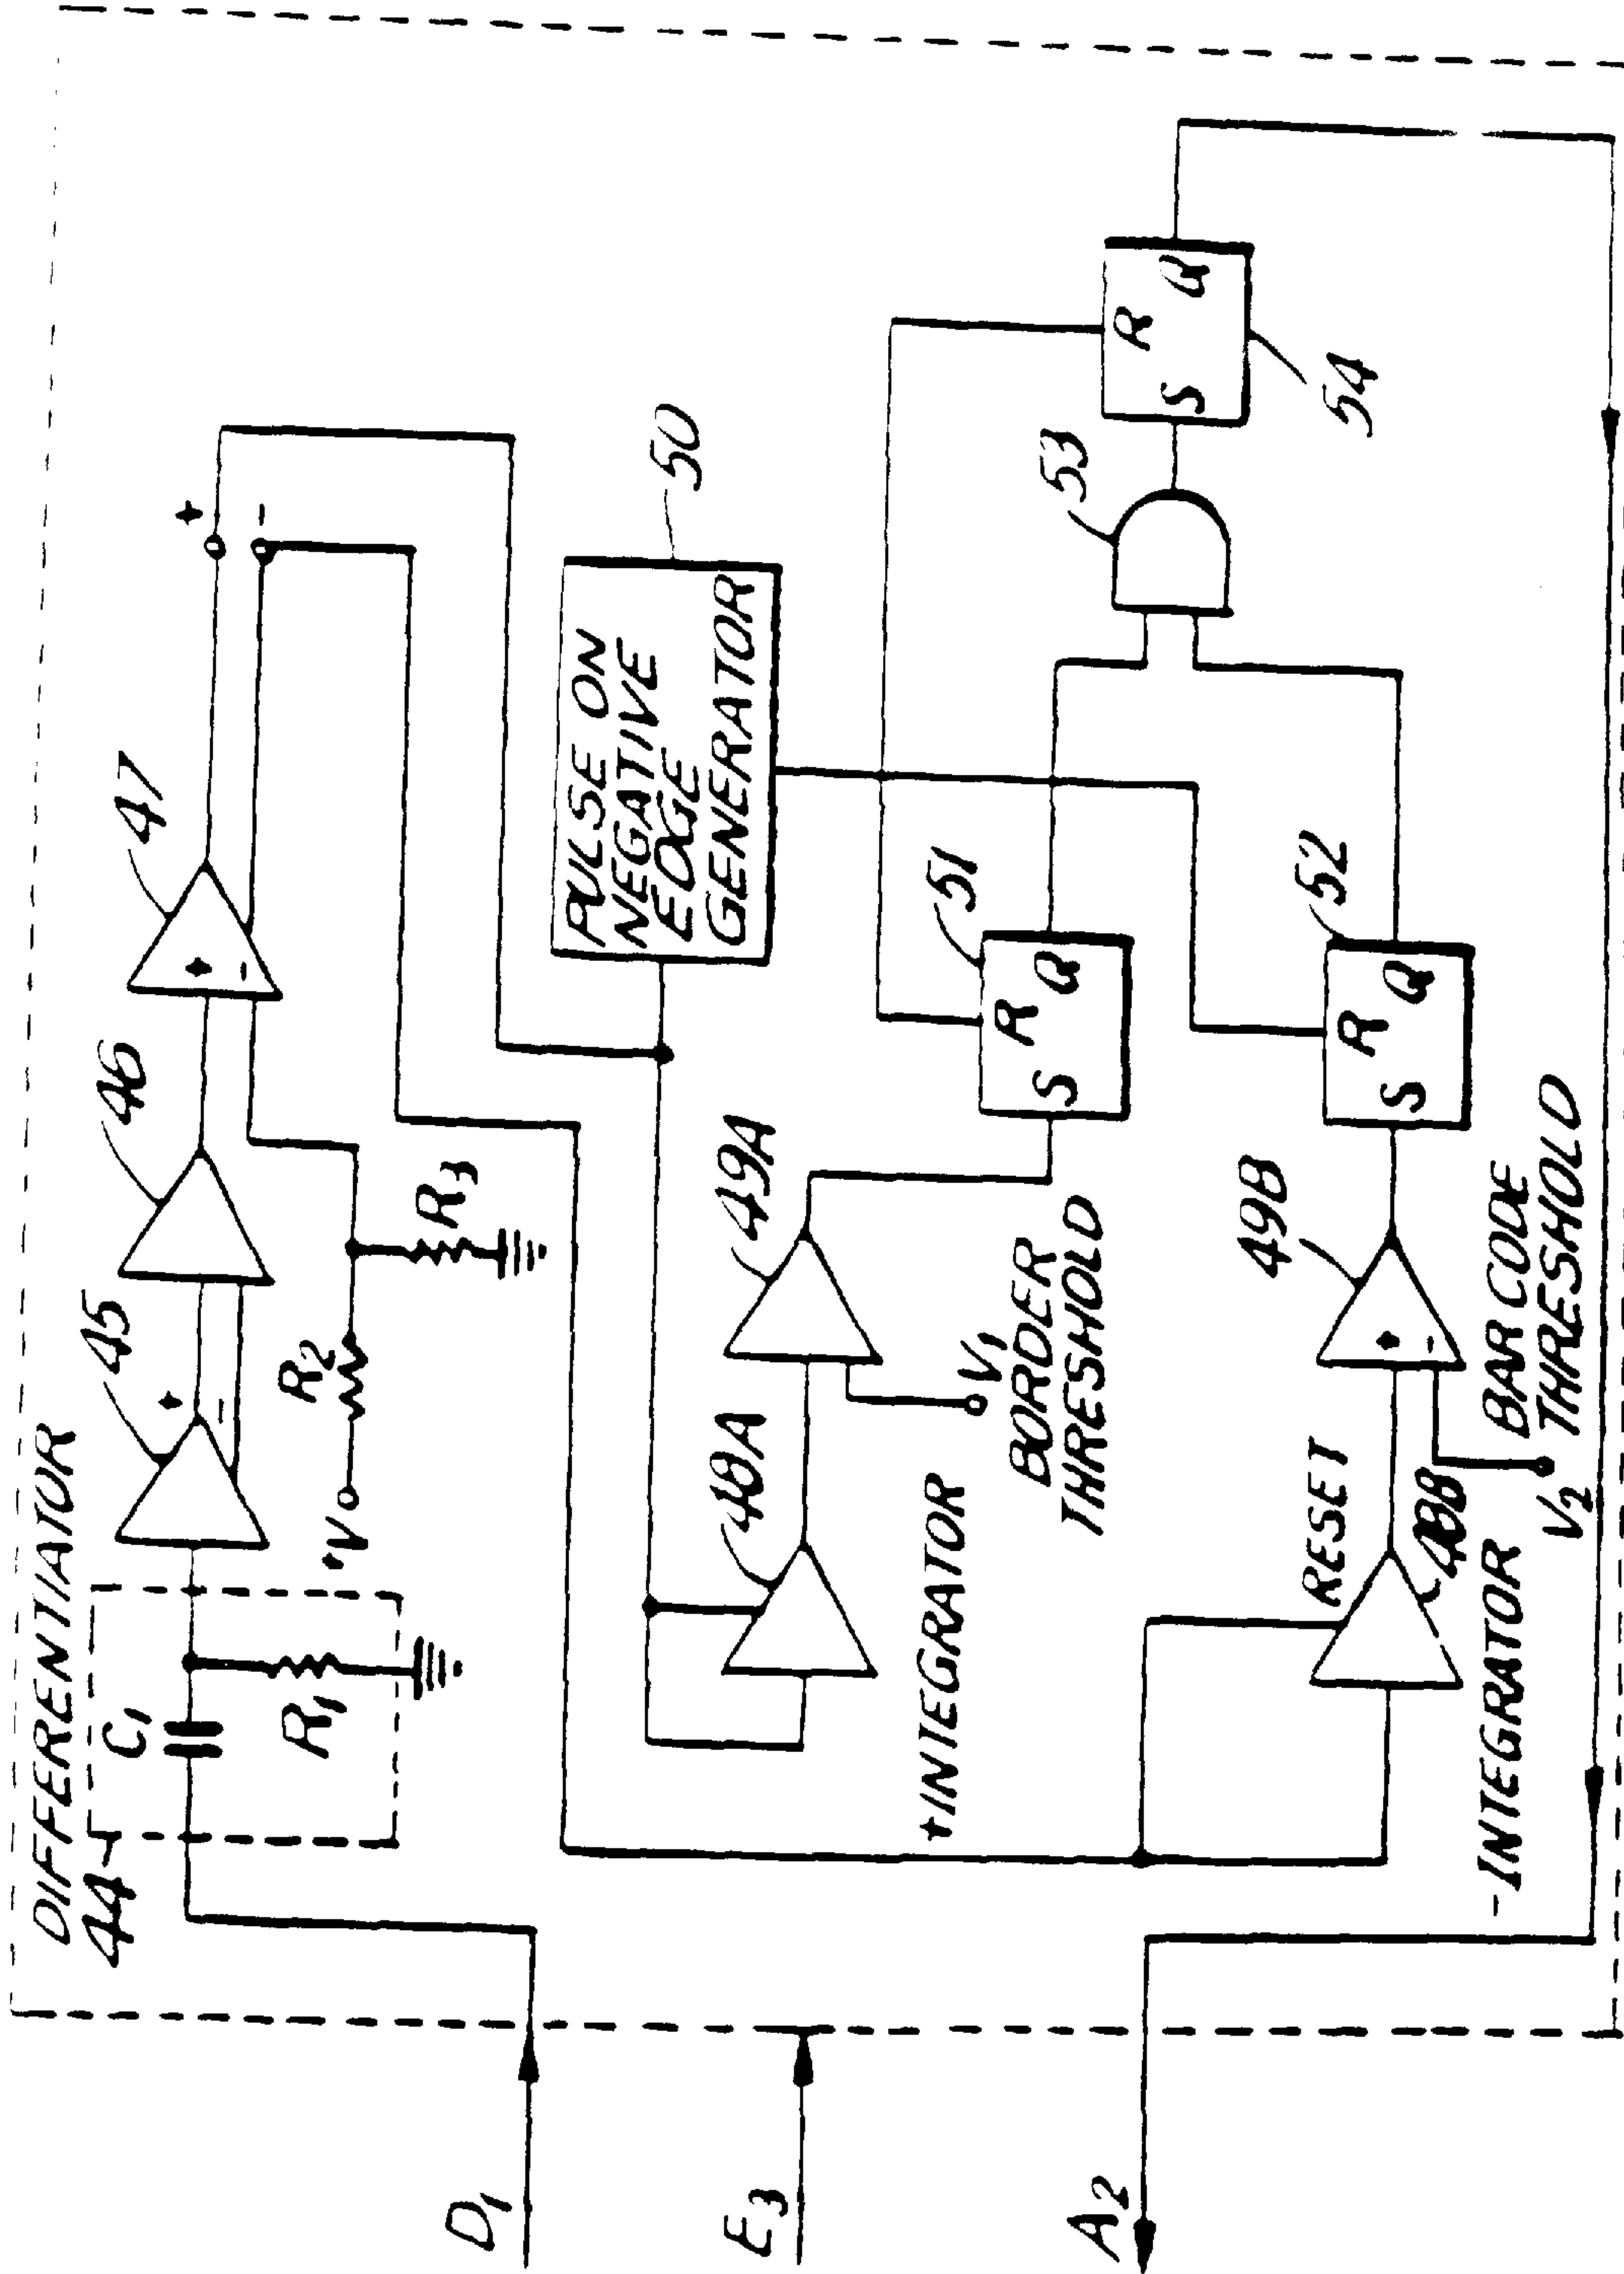 DIFFERENTIATOR
44
C1
R1
45
+
-
46
47
+
-
+
-
+V
R2
R3
PULSE ON
NEGATIVE
EDGE
GENERATOR
50
48A
49A
+INTEGRATOR
V1
BORDER
THRESHOLD
S
R
Q
51
53
S
R
Q
54
RESET
48B
-INTEGRATOR
49B
+
-
V2
BAR CODE
THRESHOLD
S
R
Q
52
D1
E3
A2